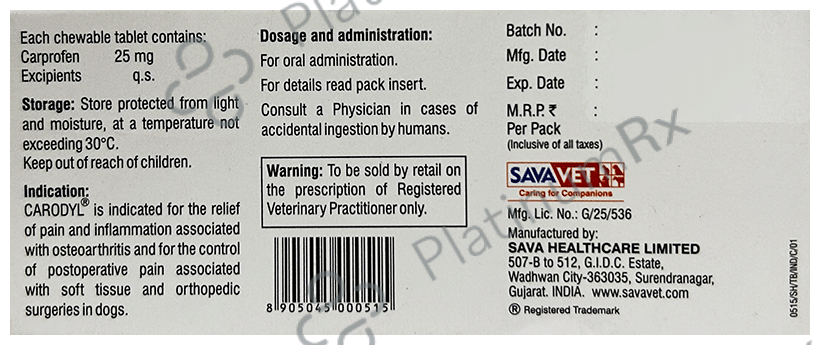 Each chewable tablet contains:
Carprofen 25 mg
Excipients q.s.
Storage: Store protected from light
and moisture, at a temperature not
exceeding 30°C.
Keep out of reach of children.
Indication:
CARODYL® is indicated for the relief
of pain and inflammation associated
with osteoarthritis and for the control
of postoperative pain associated
with soft tissue and orthopedic
surgeries in dogs.
Dosage and administration:
For oral administration.
For details read pack insert.
Consult a Physician in cases of
accidental ingestion by humans.
Warning: To be sold by retail on
the prescription of Registered
Veterinary Practitioner only.
8 905045 000515
Batch No. :
Mfg. Date :
Exp. Date :
M.R.P. ₹ :
Per Pack
(Inclusive of all taxes)
SAVAVET
Caring for Companions
Mfg. Lic. No.: G/25/536
Manufactured by:
SAVA HEALTHCARE LIMITED
507-B to 512, G.I.D.C. Estate,
Wadhwan City-363035, Surendranagar,
Gujarat. INDIA. www.savavet.com
® Registered Trademark
0515/SH/TB/IND/C/01
PlatinumRx
PlatinumRx